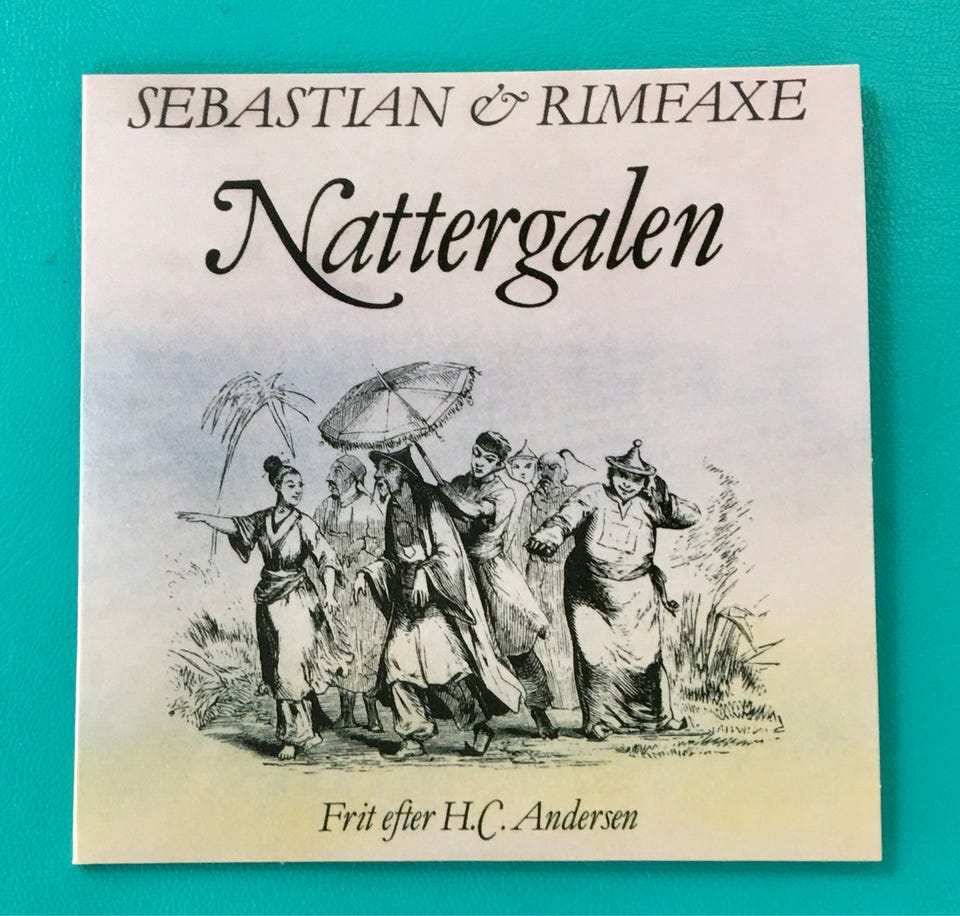 SEBASTIAN & RIMFAXE
Nattergalen
Frit efter H.C. Andersen